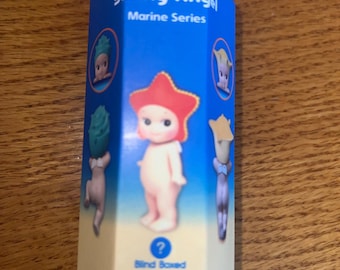 Marine Series
?
Blind Boxed